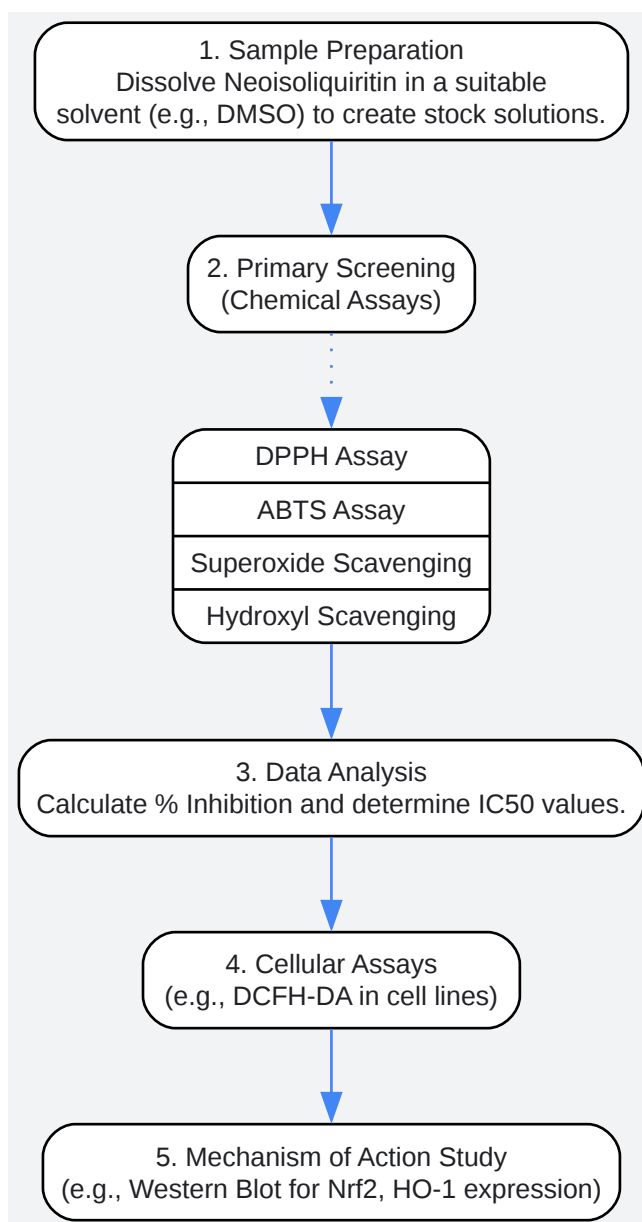 1. Sample Preparation
Dissolve Neoisoliquiritin in a suitable
solvent (e.g., DMSO) to create stock solutions.
2. Primary Screening
(Chemical Assays)
DPPH Assay
ABTS Assay
Superoxide Scavenging
Hydroxyl Scavenging
3. Data Analysis
Calculate % Inhibition and determine IC50 values.
4. Cellular Assays
(e.g., DCFH-DA in cell lines)
5. Mechanism of Action Study
(e.g., Western Blot for Nrf2, HO-1 expression)